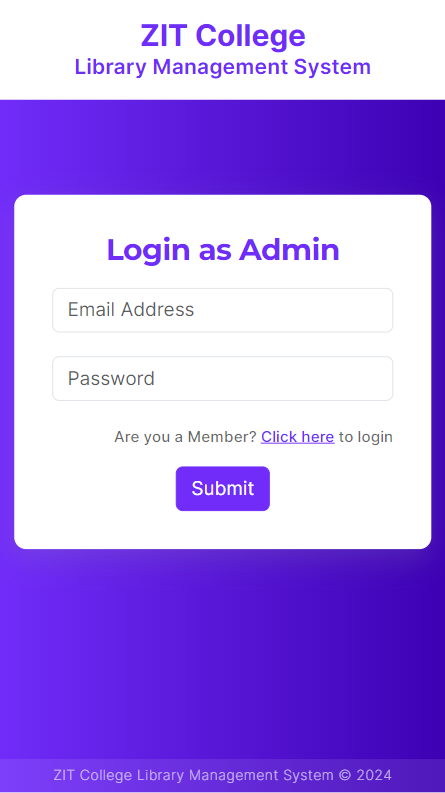 ZIT College
Library Management System
Login as Admin
Email Address
Password
Are you a Member? Click here to login
Submit
ZIT College Library Management System © 2024